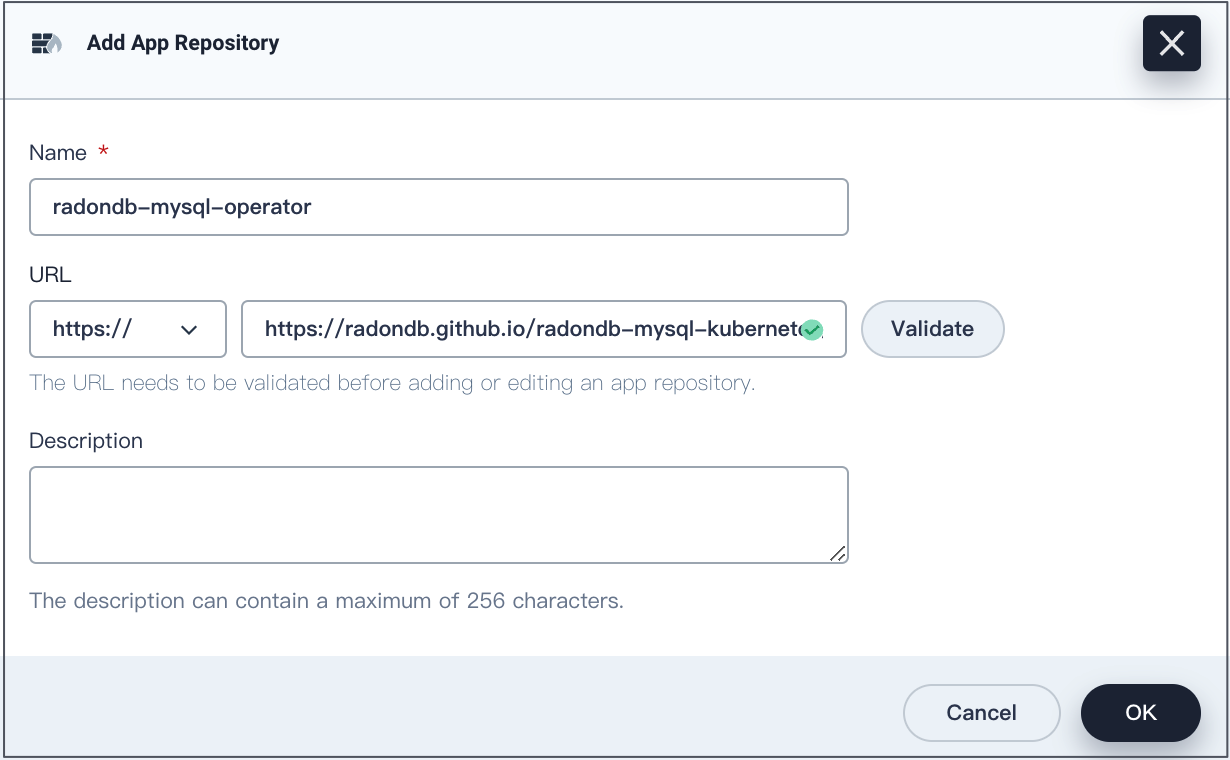 Add App Repository
Name *
radondb-mysql-operator
URL
https:// https://radondb.github.io/radondb-mysql-kubernete Validate
The URL needs to be validated before adding or editing an app repository.
Description
The description can contain a maximum of 256 characters.
Cancel OK